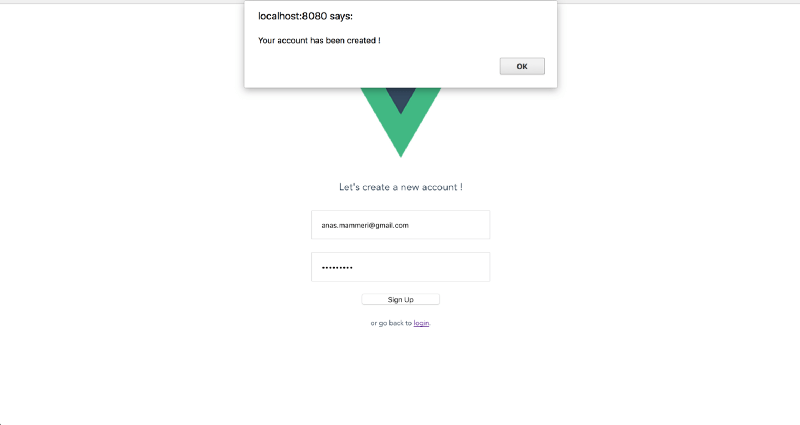 localhost:8080 says:
Your account has been created !
OK
Let's create a new account !
anas.mammeri@gmail.com
•••••••••
Sign Up
or go back to login.